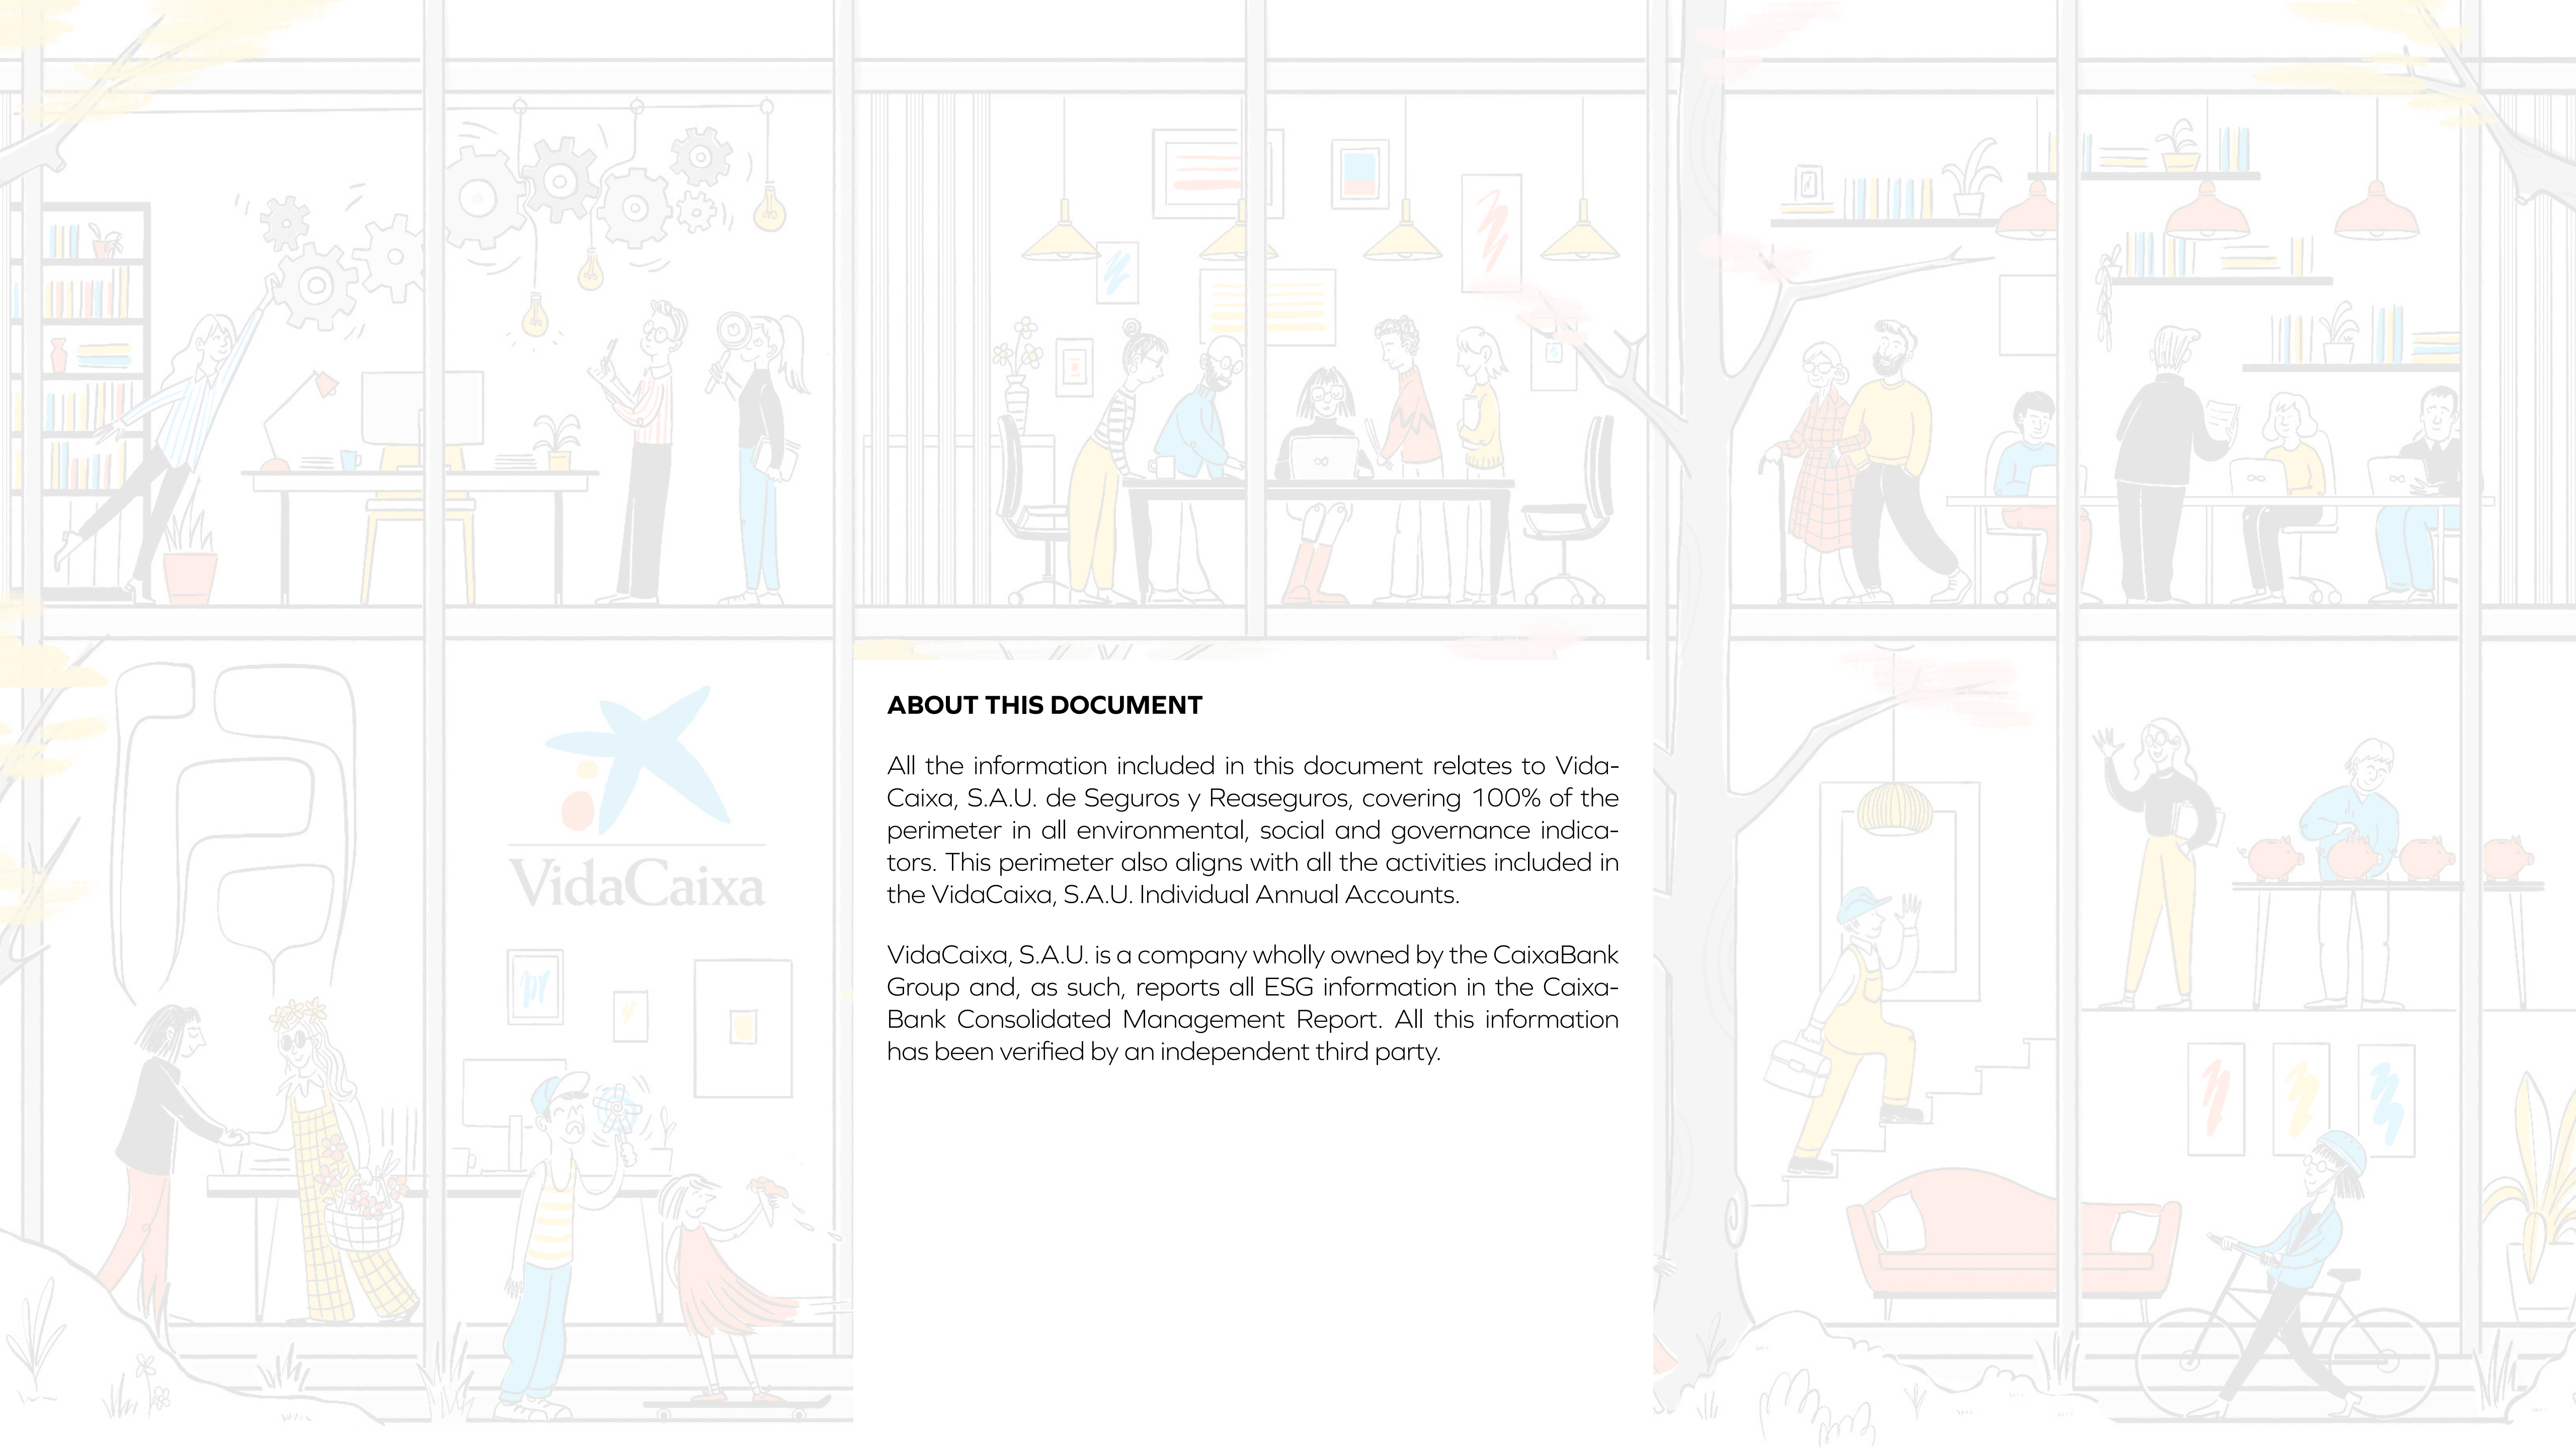 ABOUT THIS DOCUMENT
All the information included in this document relates to Vida-
Caixa, S.A.U. de Seguros y Reaseguros, covering 100% of the
perimeter in all environmental, social and governance indica-
tors. This perimeter also aligns with all the activities included in
the VidaCaixa, S.A.U. Individual Annual Accounts.
VidaCaixa, S.A.U. is a company wholly owned by the CaixaBank
Group and, as such, reports all ESG information in the Caixa-
Bank Consolidated Management Report. All this information
has been verified by an independent third party.
VidaCaixa